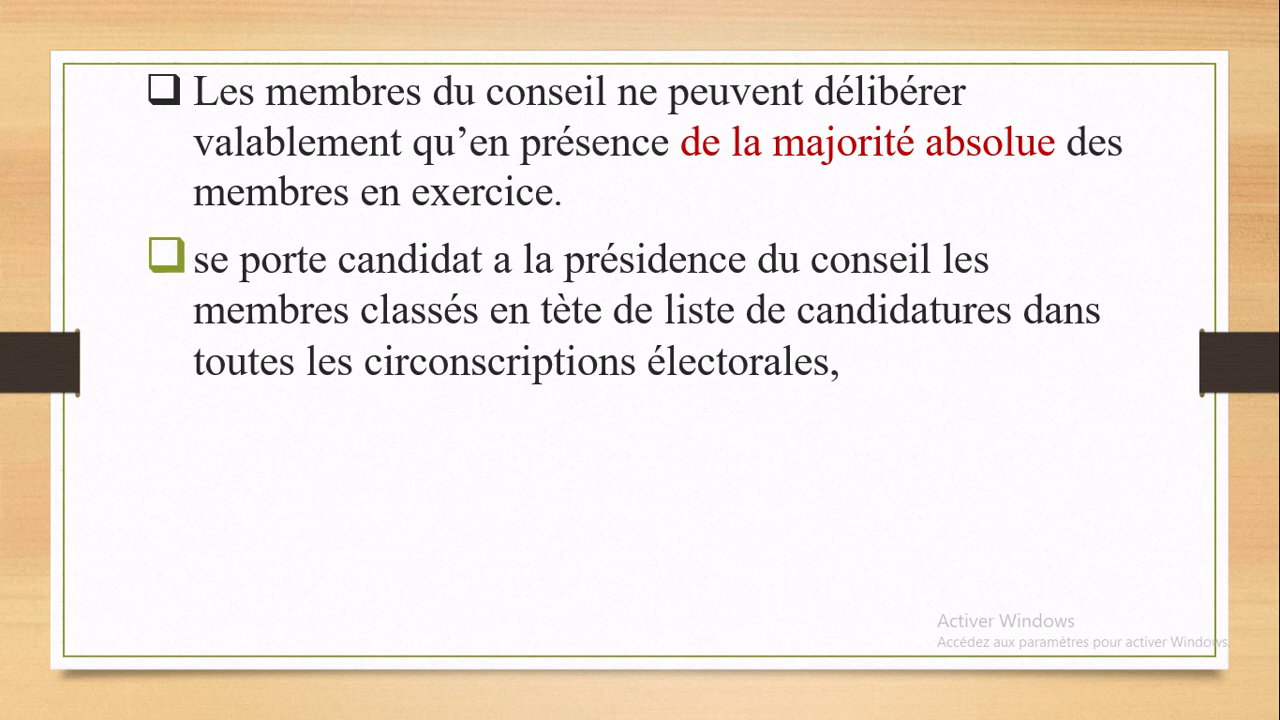 Les membres du conseil ne peuvent délibérer
valablement qu’en présence de la majorité absolue des
membres en exercice.
se porte candidat a la présidence du conseil les
membres classés en tète de liste de candidatures dans
toutes les circonscriptions électorales,
Activer Windows
Accédez aux paramètres pour activer Windows.